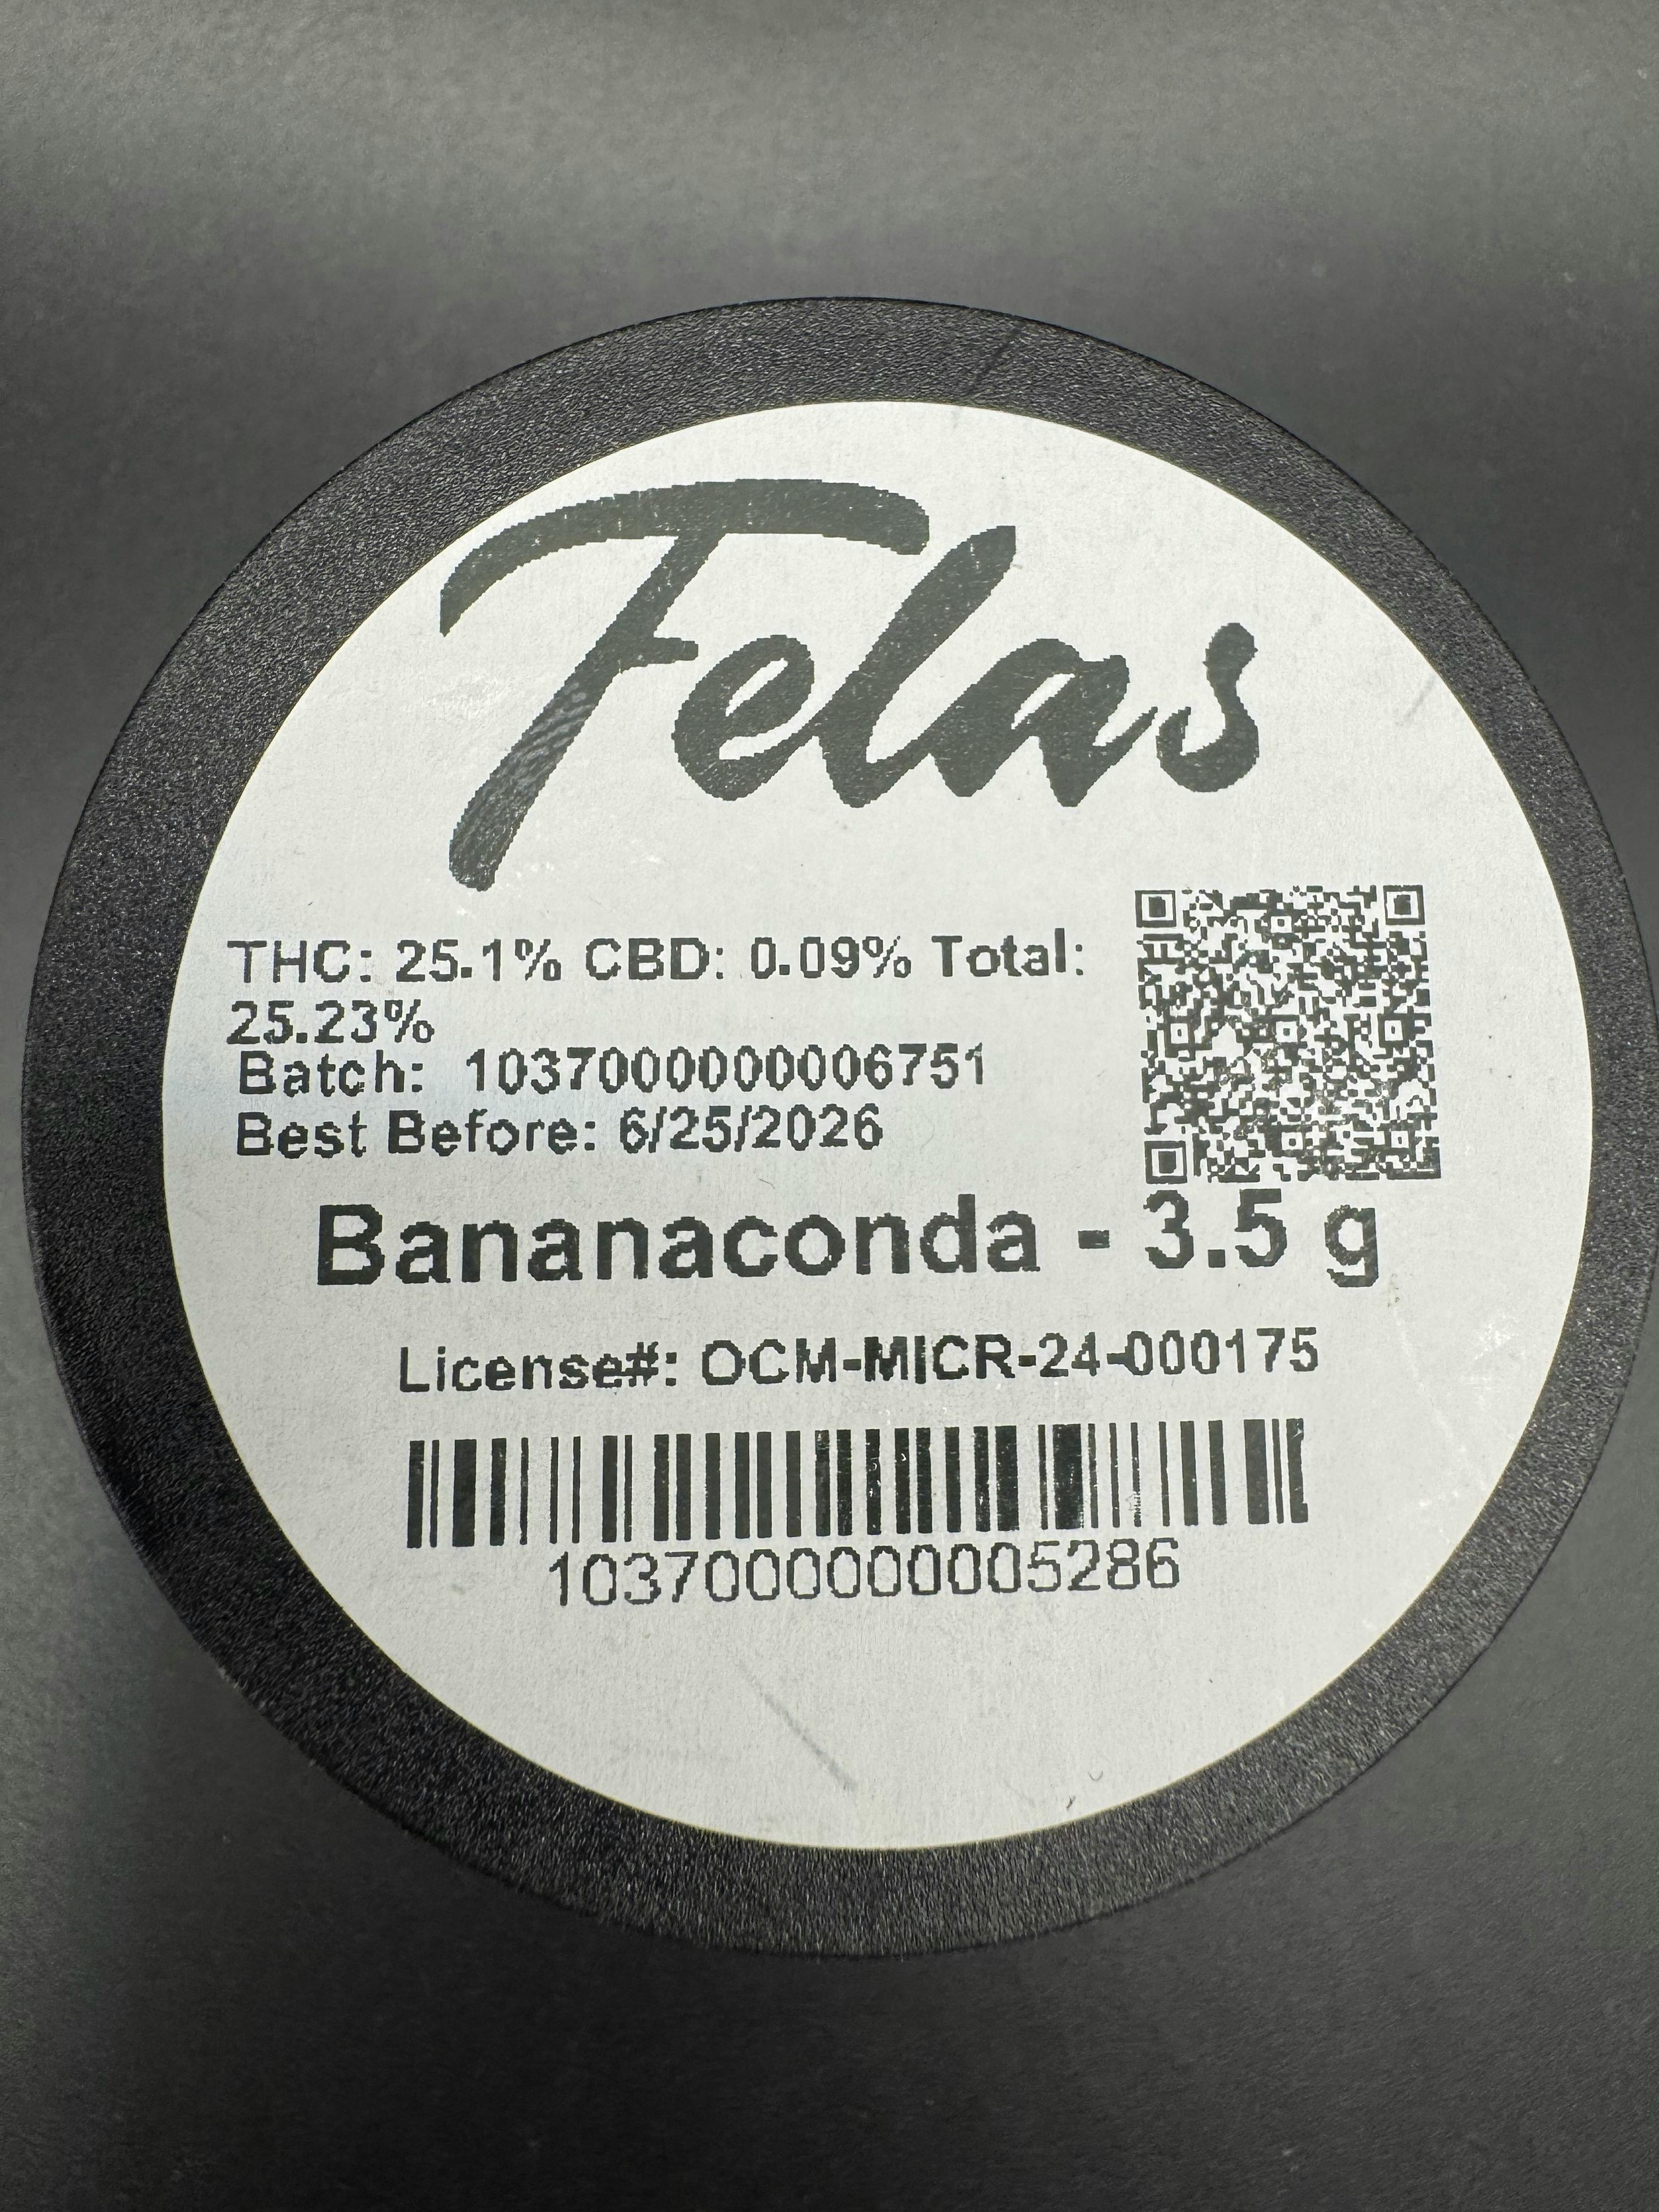 Felas
THC: 25.1% CBD: 0.09% Total:
25.23%
Batch: 1037000000006751
Best Before: 6/25/2026
Bananaconda - 3.5 g
License#: OCM-MICR-24-000175
1037000000005286